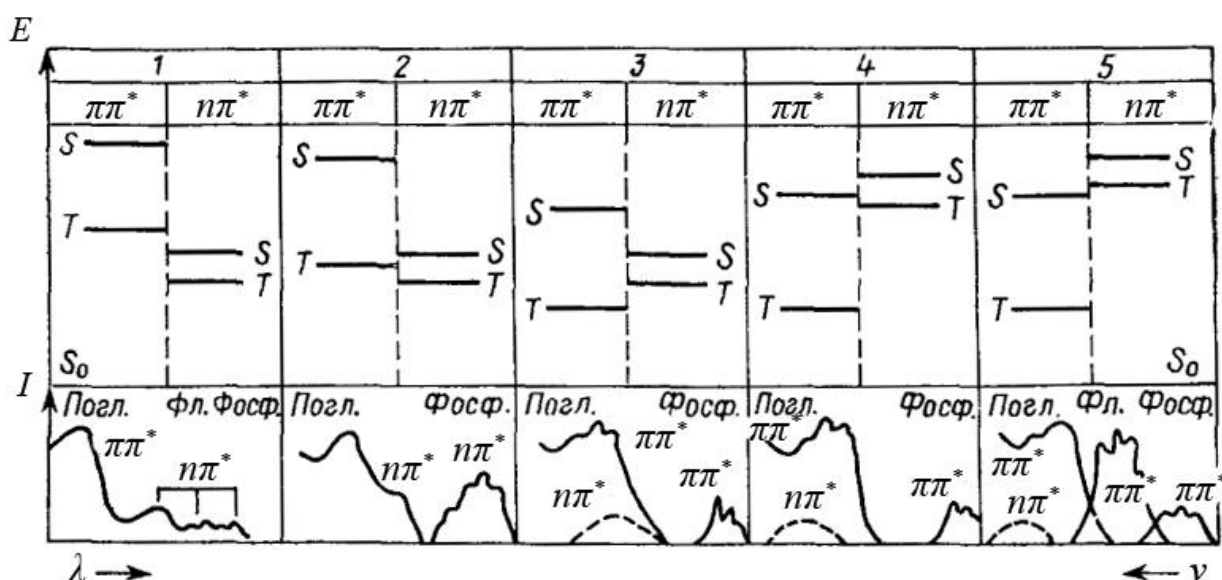 E
1 2 3 4 5
ππ* nπ* ππ* nπ* ππ* nπ* ππ* nπ* ππ* nπ*
S T S T S T S T S T S T S T S T S T S T
S₀ S₀
I
Погл. Фл. Фосф. Погл. Фосф. Погл. Фосф. Погл. Фосф. Погл. Фл. Фосф.
ππ* nπ* nπ* nπ* nπ* ππ* ππ* ππ* nπ* ππ* ππ* nπ* ππ* ππ*
λ → ← ν